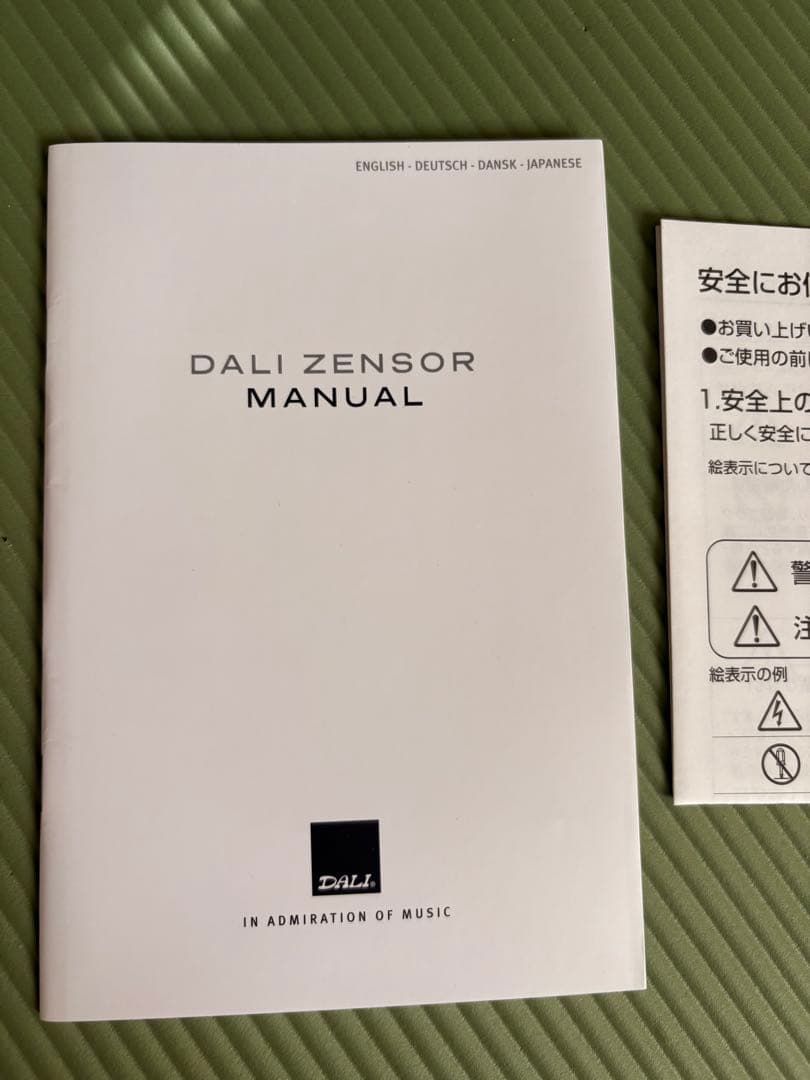 ENGLISH - DEUTSCH - DANSK - JAPANESE
DALI ZENSOR
MANUAL
DALI®
IN ADMIRATION OF MUSIC
安全にお
●お買い上げ
●ご使用の前
1.安全上の
正しく安全に
絵表示について
警
注
絵表示の例